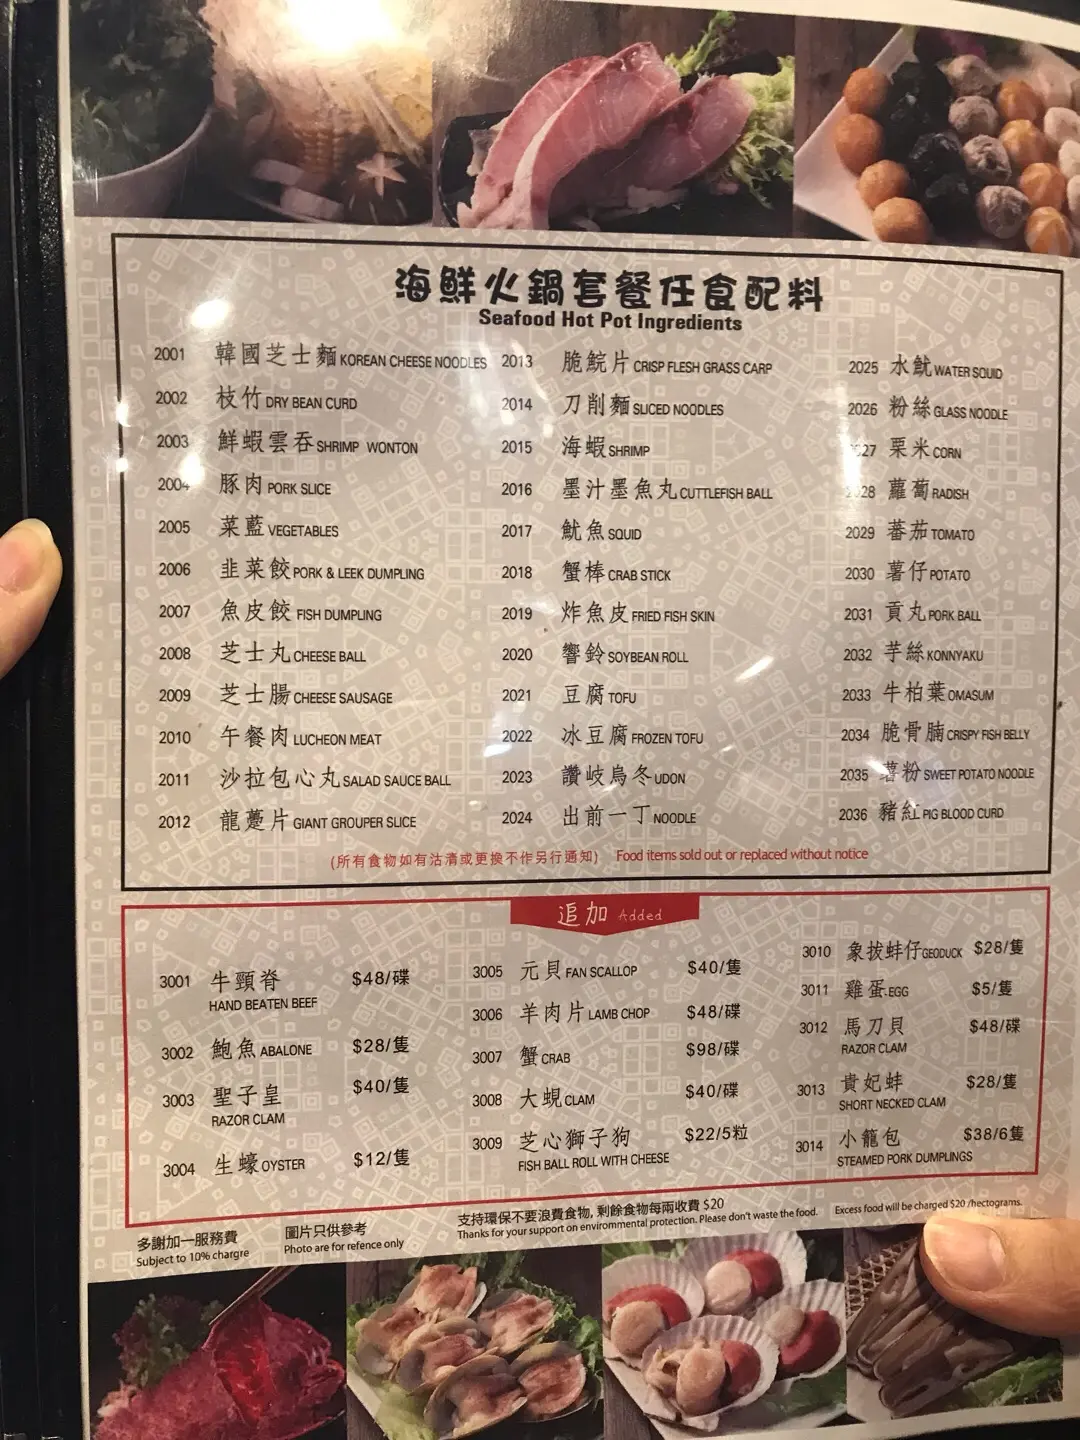 海鮮火鍋套餐任食配料
Seafood Hot Pot Ingredients
2001 韓國芝士麵 KOREAN CHEESE NOODLES
2002 枝竹 DRY BEAN CURD
2003 鮮蝦雲吞 SHRIMP WONTON
2004 豚肉 PORK SLICE
2005 菜藍 VEGETABLES
2006 韭菜餃 PORK & LEEK DUMPLING
2007 魚皮餃 FISH DUMPLING
2008 芝士丸 CHEESE BALL
2009 芝士腸 CHEESE SAUSAGE
2010 午餐肉 LUCHEON MEAT
2011 沙拉包心丸 SALAD SAUCE BALL
2012 龍躉片 GIANT GROUPER SLICE
2013 脆鯇片 CRISP FLESH GRASS CARP
2014 刀削麵 SLICED NOODLES
2015 海蝦 SHRIMP
2016 墨汁墨魚丸 CUTTLEFISH BALL
2017 魷魚 SQUID
2018 蟹棒 CRAB STICK
2019 炸魚皮 FRIED FISH SKIN
2020 響鈴 SOYBEAN ROLL
2021 豆腐 TOFU
2022 冰豆腐 FROZEN TOFU
2023 讚岐烏冬 UDON
2024 出前一丁 NOODLE
2025 水魷 WATER SQUID
2026 粉絲 GLASS NOODLE
27 粟米 CORN
28 蘿蔔 RADISH
2029 蕃茄 TOMATO
2030 薯仔 POTATO
2031 貢丸 PORK BALL
2032 芋絲 KONNYAKU
2033 牛柏葉 OMASUM
2034 脆骨腩 CRISPY FISH BELLY
2035 薯粉 SWEET POTATO NOODLE
2036 豬紅 PIG BLOOD CURD
(所有食物如有沽清或更換不作另行通知) Food items sold out or replaced without notice
追加 Added
3001 牛頸脊 $48/碟
HAND BEATEN BEEF
3002 鮑魚 ABALONE $28/隻
3003 聖子皇 $40/隻
RAZOR CLAM
3004 生蠔 OYSTER $12/隻
3005 元貝 FAN SCALLOP $40/隻
3006 羊肉片 LAMB CHOP $48/碟
3007 蟹 CRAB $98/碟
3008 大蜆 CLAM $40/碟
3009 芝心獅子狗 $22/5粒
FISH BALL ROLL WITH CHEESE
3010 象拔蚌仔 GEODUCK $28/隻
3011 雞蛋 EGG $5/隻
3012 馬刀貝 $48/碟
RAZOR CLAM
3013 貴妃蚌 $28/隻
SHORT NECKED CLAM
3014 小籠包 $38/6隻
STEAMED PORK DUMPLINGS
多謝加一服務費
Subject to 10% chargre
圖片只供參考
Photo are for refence only
支持環保不要浪費食物, 剩餘食物每兩收費 $20
Thanks for your support on envirommental protection. Please don't waste the food. Excess food will be charged $20 /hectograms.